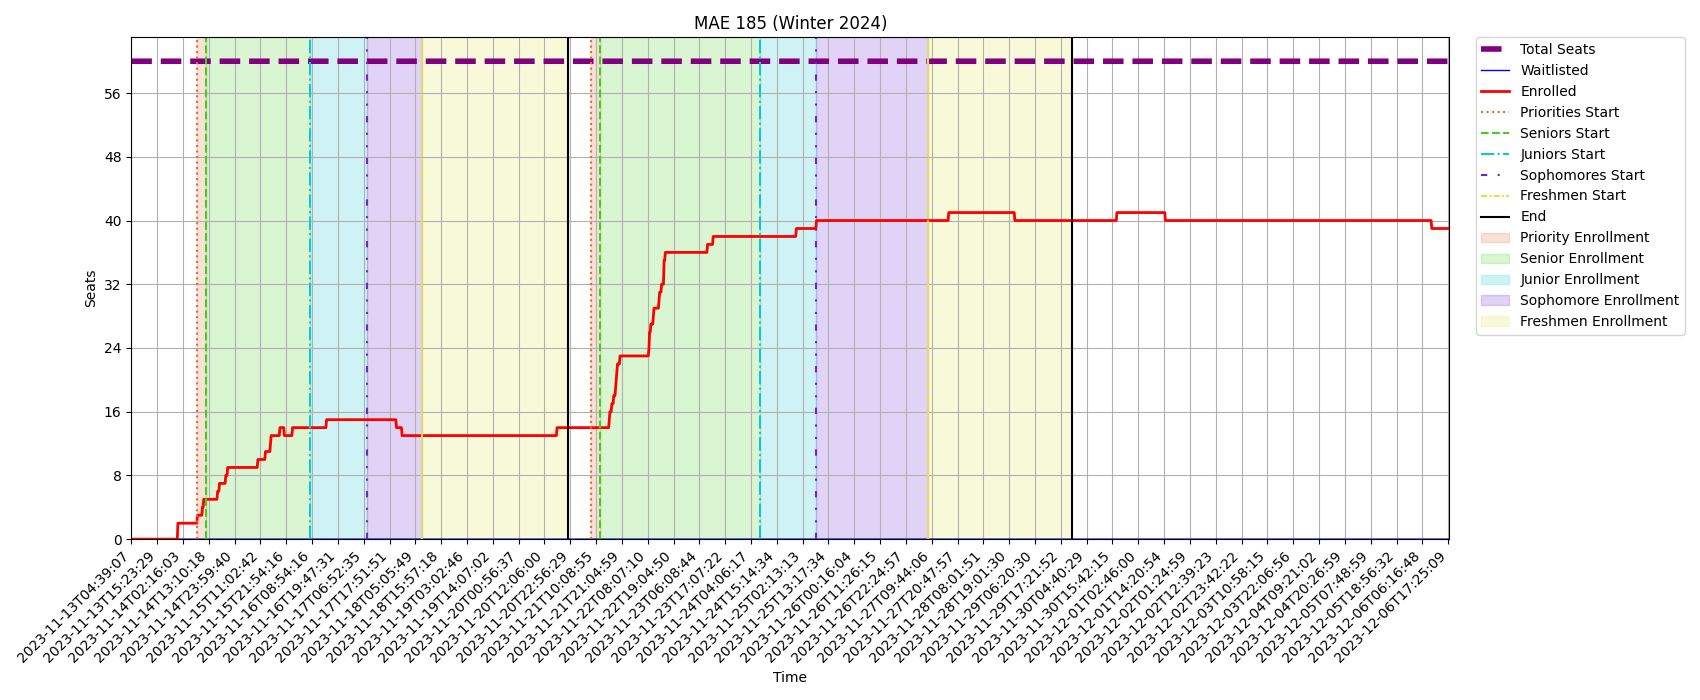 MAE 185 (Winter 2024)
Seats
56
48
40
32
24
16
8
0
2023-11-13T04:39:07
2023-11-13T15:23:29
2023-11-14T02:16:03
2023-11-14T13:10:18
2023-11-14T23:59:40
2023-11-15T11:02:42
2023-11-15T21:54:16
2023-11-16T08:54:16
2023-11-16T19:47:31
2023-11-17T06:52:35
2023-11-17T17:51:51
2023-11-18T05:05:49
2023-11-18T15:57:18
2023-11-19T03:02:46
2023-11-19T14:07:02
2023-11-20T00:56:37
2023-11-20T12:06:00
2023-11-20T22:56:29
2023-11-21T10:08:55
2023-11-21T21:04:59
2023-11-22T08:07:10
2023-11-22T19:04:50
2023-11-23T06:08:44
2023-11-23T17:07:22
2023-11-24T04:06:17
2023-11-24T15:14:34
2023-11-25T02:13:13
2023-11-25T13:17:34
2023-11-26T00:16:04
2023-11-26T11:26:15
2023-11-26T22:24:57
2023-11-27T09:44:06
2023-11-27T20:47:57
2023-11-28T08:01:51
2023-11-28T19:01:30
2023-11-29T06:20:30
2023-11-29T17:21:52
2023-11-30T04:40:29
2023-11-30T15:42:15
2023-12-01T02:46:00
2023-12-01T14:20:54
2023-12-02T01:24:59
2023-12-02T12:39:23
2023-12-02T23:42:22
2023-12-03T10:58:15
2023-12-03T22:06:56
2023-12-04T09:21:02
2023-12-04T20:26:59
2023-12-05T07:48:59
2023-12-05T18:56:32
2023-12-06T06:16:48
2023-12-06T17:25:09
Time
Total Seats
Waitlisted
Enrolled
Priorities Start
Seniors Start
Juniors Start
Sophomores Start
Freshmen Start
End
Priority Enrollment
Senior Enrollment
Junior Enrollment
Sophomore Enrollment
Freshmen Enrollment